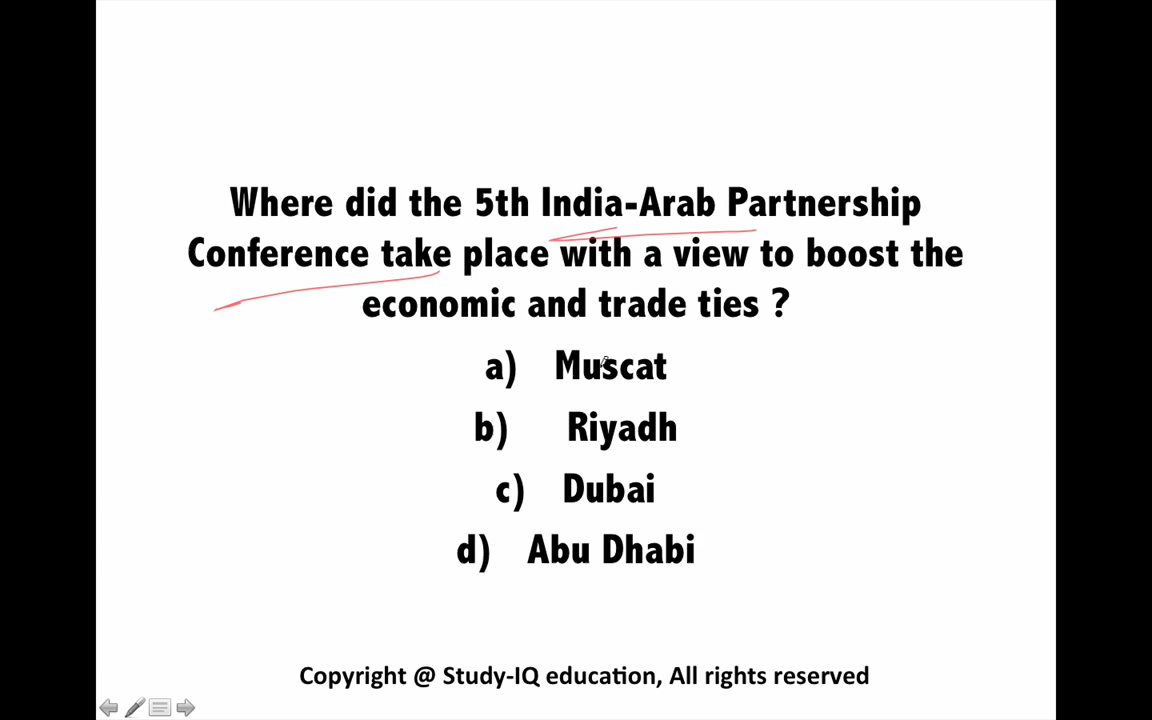 Where did the 5th India-Arab Partnership
Conference take place with a view to boost the
economic and trade ties ?
a) Muscat
b) Riyadh
c) Dubai
d) Abu Dhabi
Copyright @ Study-IQ education, All rights reserved